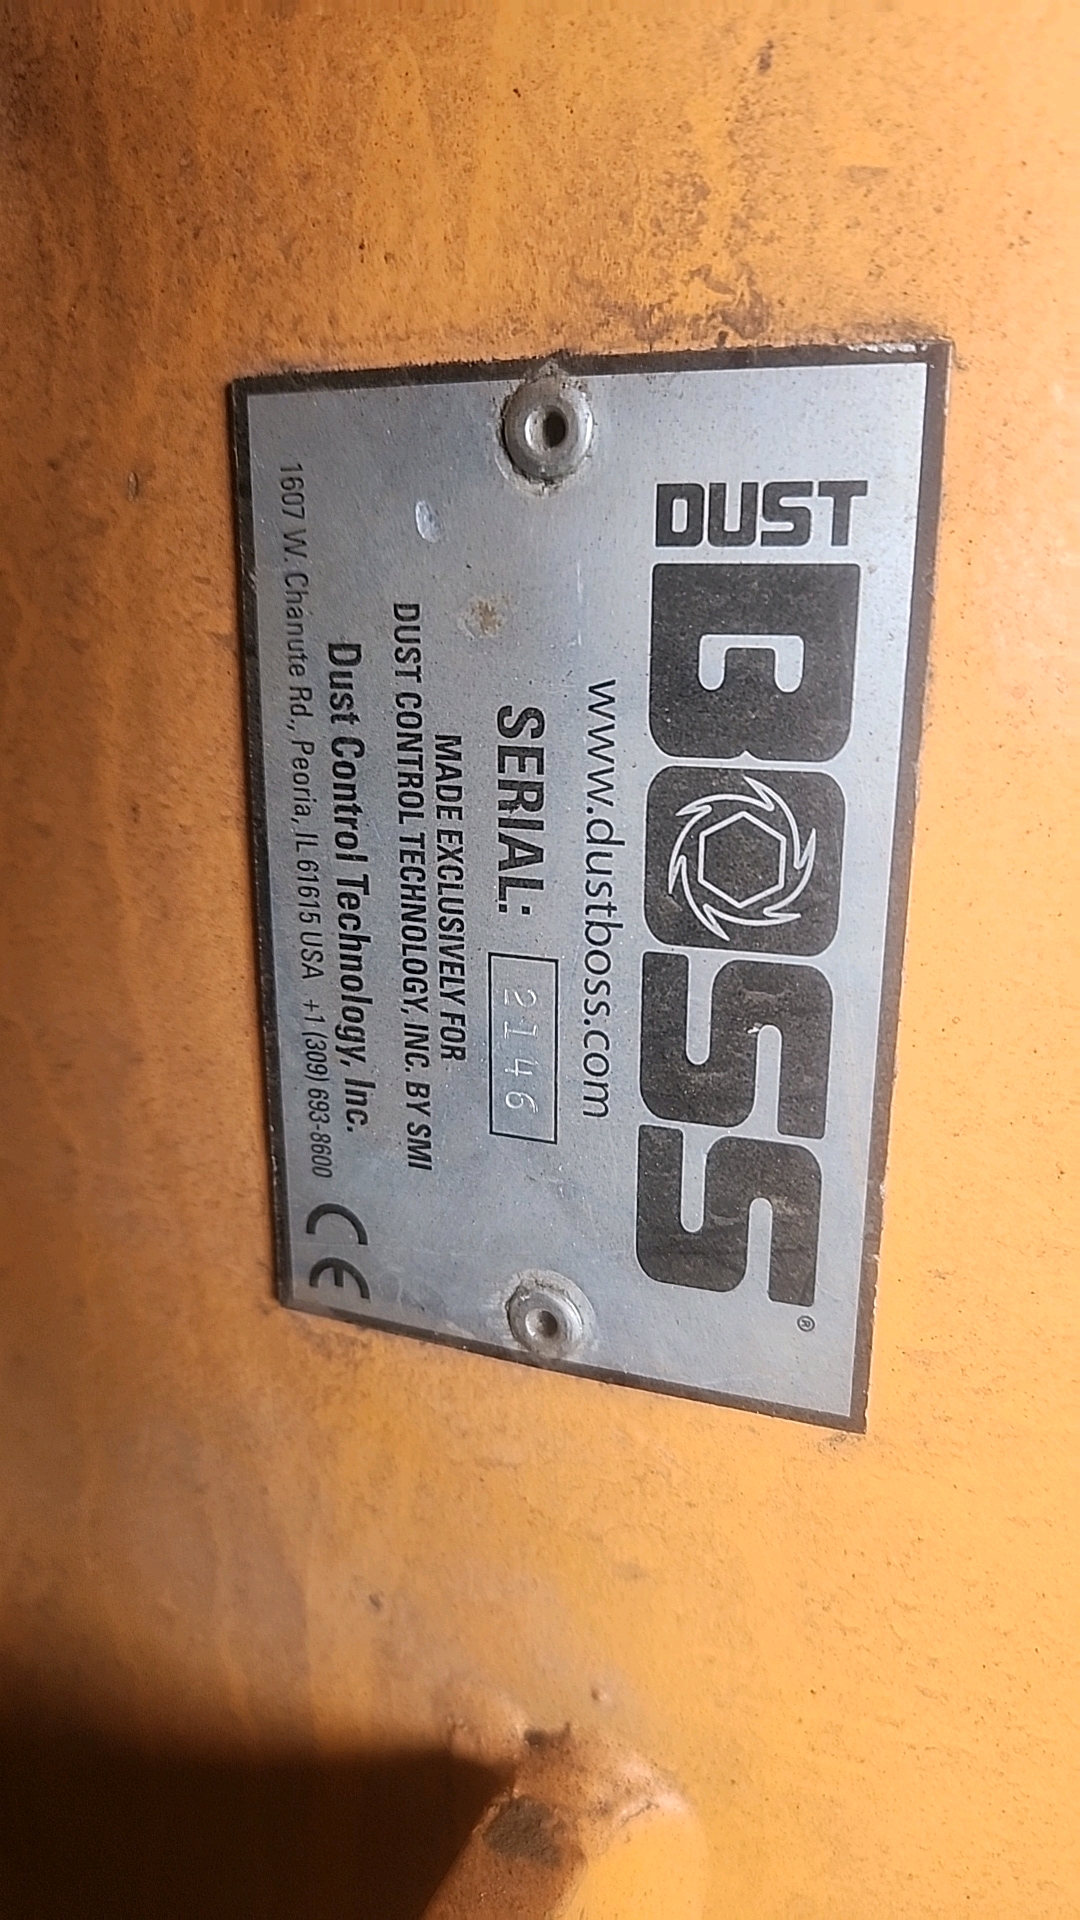 DUST
BOSS®
www.dustboss.com
SERIAL: 2146
MADE EXCLUSIVELY FOR
DUST CONTROL TECHNOLOGY, INC. BY SMI
Dust Control Technology, Inc.
1607 W. Chanute Rd., Peoria, IL 61615 USA +1 (309) 693-8600
CE